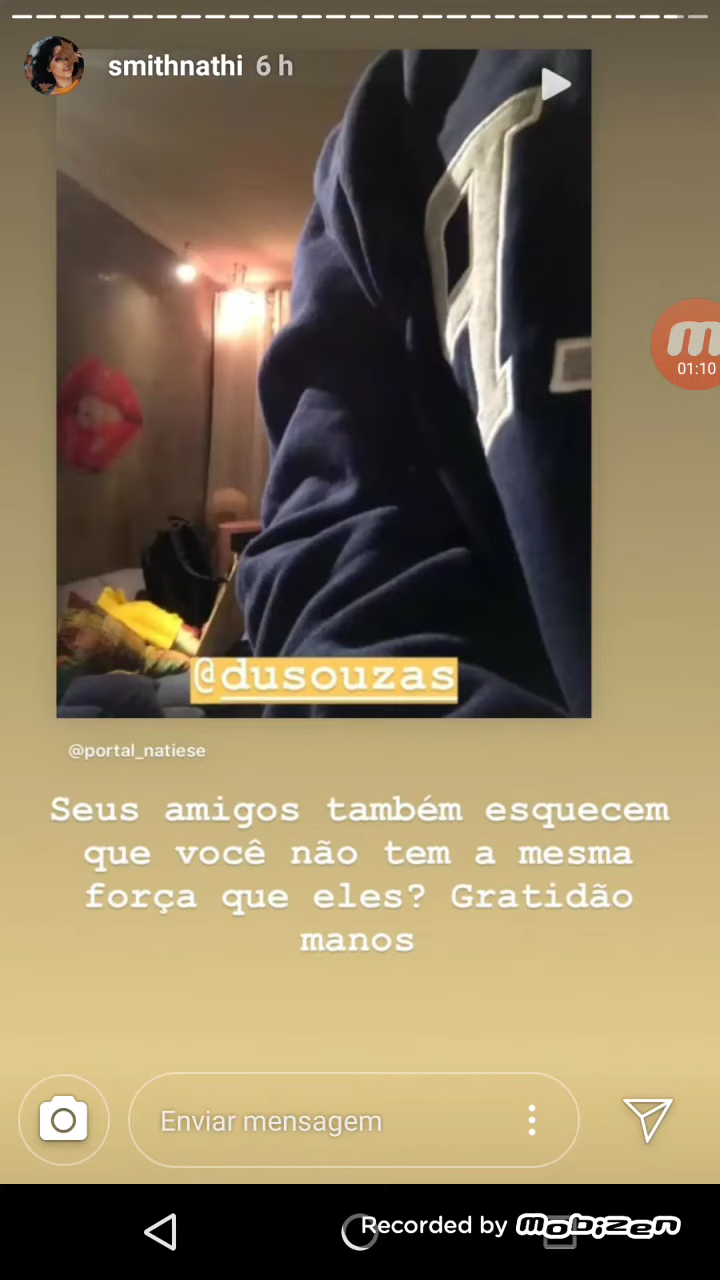 smithnathi 6 h
m
01:10
@dusouzas
@portal_natiese
Seus amigos também esquecem
que você não tem a mesma
força que eles? Gratidão
manos
Enviar mensagem
Recorded by mobizen